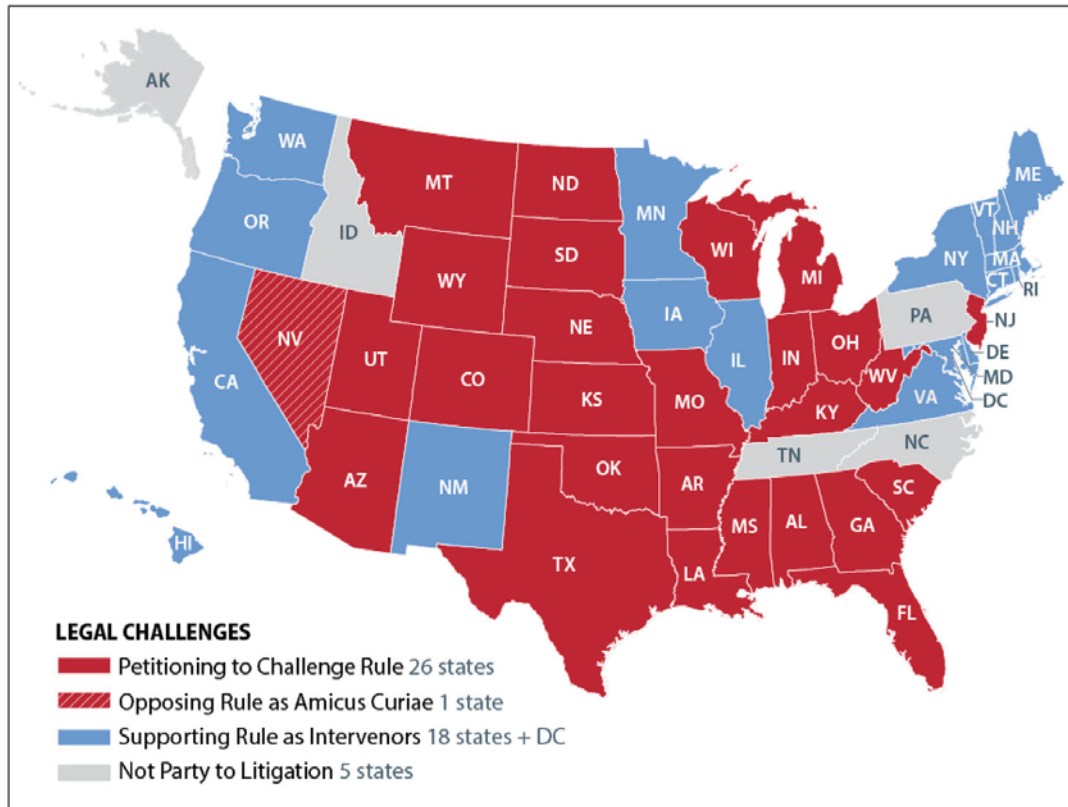 AK
WA
MT
ND
MN
ME
OR
ID
VT
NH
WY
SD
WI
MI
NY
MA
CT
RI
NV
NE
IA
PA
NJ
CA
UT
CO
KS
MO
IL
IN
OH
WV
VA
DE
MD
DC
KY
AZ
NM
OK
AR
TN
NC
SC
HI
TX
LA
MS
AL
GA
FL
LEGAL CHALLENGES
Petitioning to Challenge Rule 26 states
Opposing Rule as Amicus Curiae 1 state
Supporting Rule as Intervenors 18 states + DC
Not Party to Litigation 5 states